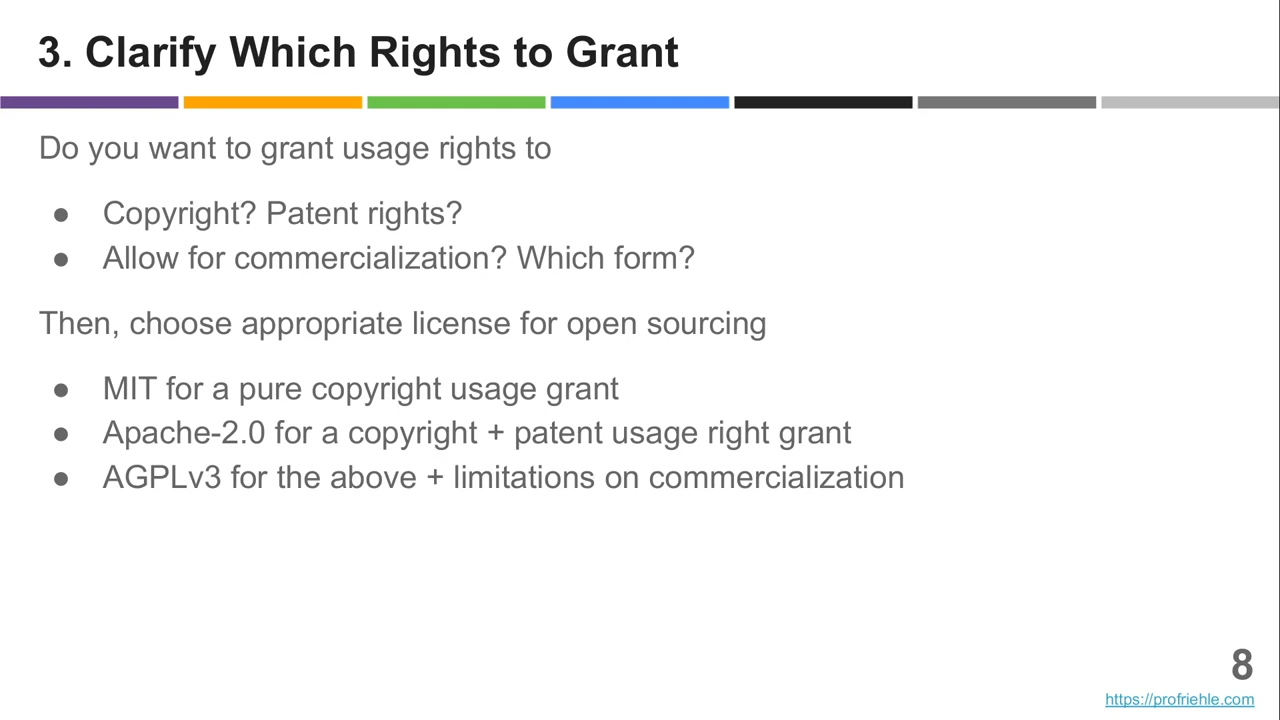 3. Clarify Which Rights to Grant
Do you want to grant usage rights to
● Copyright? Patent rights?
● Allow for commercialization? Which form?
Then, choose appropriate license for open sourcing
● MIT for a pure copyright usage grant
● Apache-2.0 for a copyright + patent usage right grant
● AGPLv3 for the above + limitations on commercialization
8
https://profriehle.com